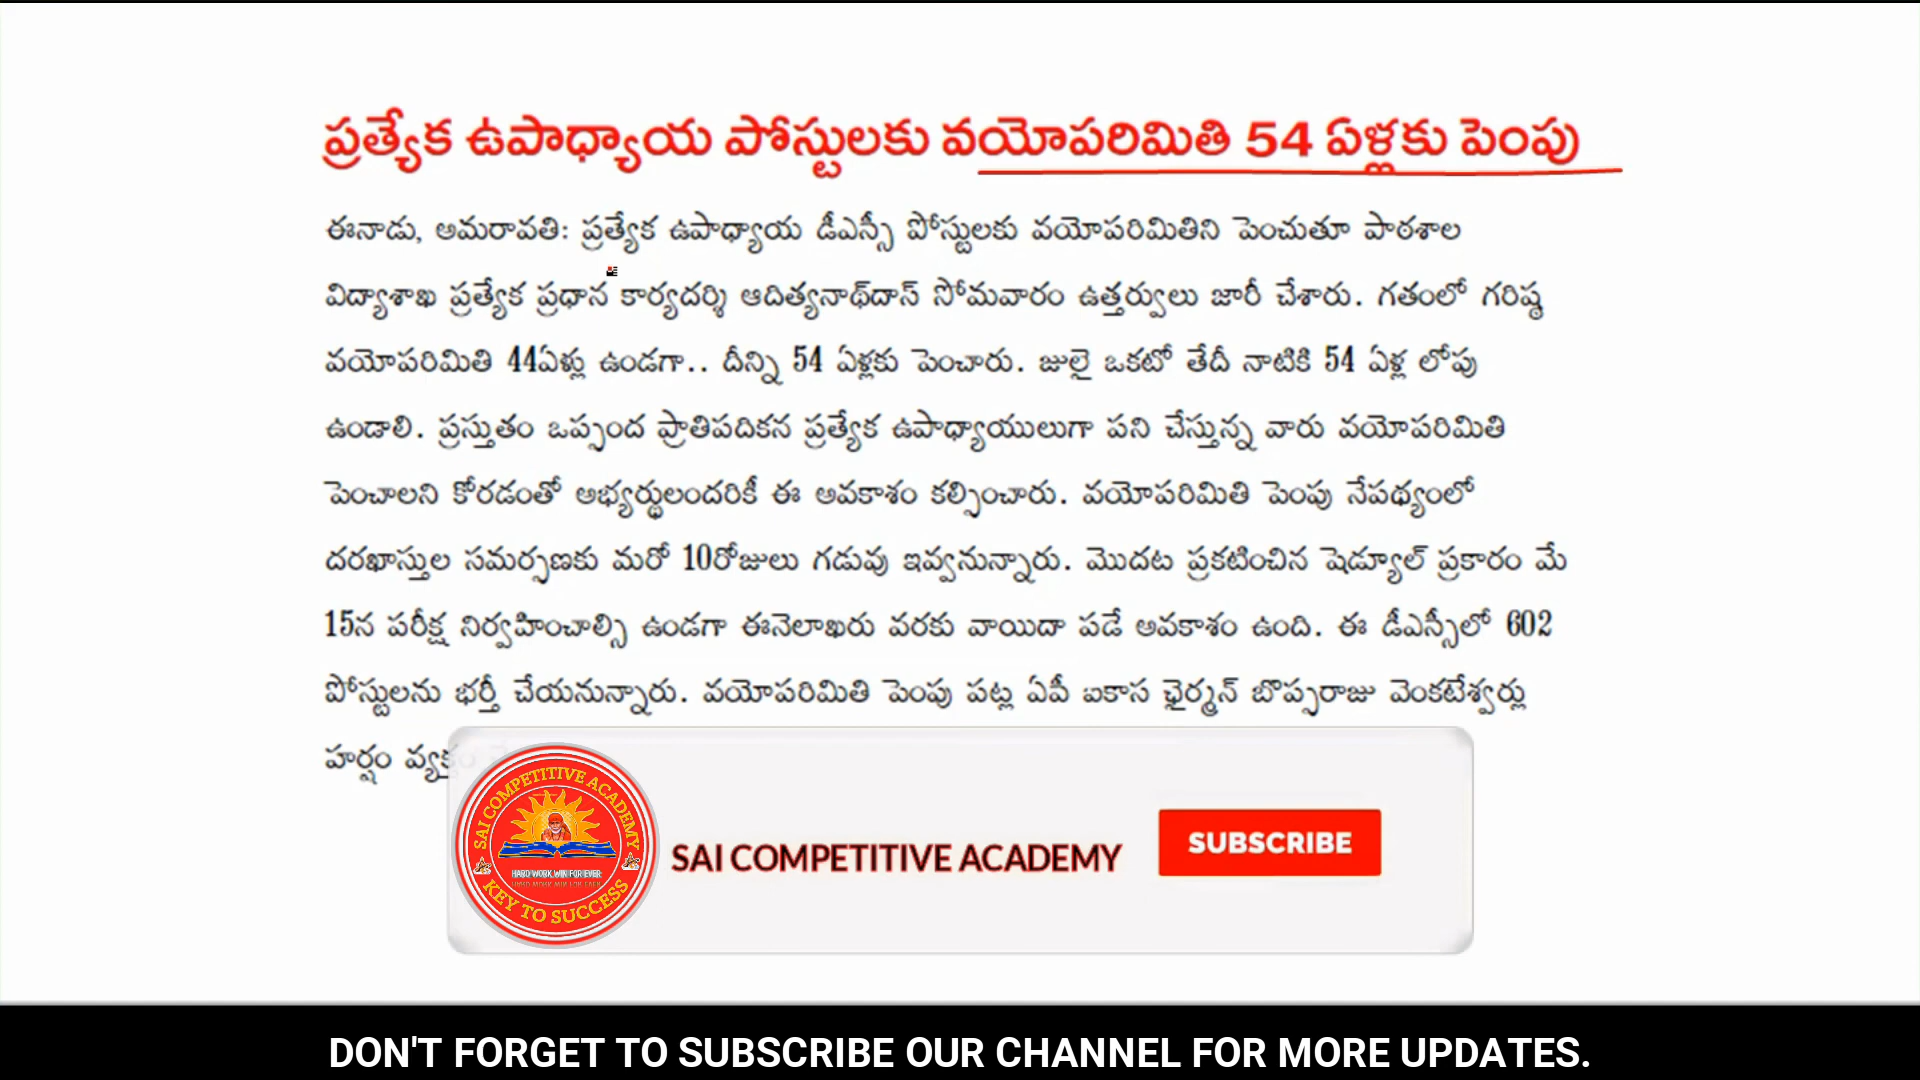 ప్రత్యేక ఉపాధ్యాయ పోస్టులకు వయోపరిమితి 54 ఏళ్లకు పెంపు
ఈనాడు, అమరావతి: ప్రత్యేక ఉపాధ్యాయ డీఎస్సీ పోస్టులకు వయోపరిమితిని పెంచుతూ పాఠశాల
విద్యాశాఖ ప్రత్యేక ప్రధాన కార్యదర్శి ఆదిత్యనాథ్‌దాస్ సోమవారం ఉత్తర్వులు జారీ చేశారు. గతంలో గరిష్ఠ
వయోపరిమితి 44ఏళ్లు ఉండగా.. దీన్ని 54 ఏళ్లకు పెంచారు. జులై ఒకటో తేదీ నాటికి 54 ఏళ్ల లోపు
ఉండాలి. ప్రస్తుతం ఒప్పంద ప్రాతిపదికన ప్రత్యేక ఉపాధ్యాయులుగా పని చేస్తున్న వారు వయోపరిమితి
పెంచాలని కోరడంతో అభ్యర్థులందరికీ ఈ అవకాశం కల్పించారు. వయోపరిమితి పెంపు నేపథ్యంలో
దరఖాస్తుల సమర్పణకు మరో 10రోజులు గడువు ఇవ్వనున్నారు. మొదట ప్రకటించిన షెడ్యూల్ ప్రకారం మే
15న పరీక్ష నిర్వహించాల్సి ఉండగా ఈనెలాఖరు వరకు వాయిదా పడే అవకాశం ఉంది. ఈ డీఎస్సీలో 602
పోస్టులను భర్తీ చేయనున్నారు. వయోపరిమితి పెంపు పట్ల ఏపీ ఐకాస ఛైర్మన్ బొప్పరాజు వెంకటేశ్వర్లు
హర్షం వ్యక్తం
SAI COMPETITIVE ACADEMY
HARD WORK WIN FOR EVER
KEY TO SUCCESS
SAI COMPETITIVE ACADEMY
SUBSCRIBE
DON'T FORGET TO SUBSCRIBE OUR CHANNEL FOR MORE UPDATES.